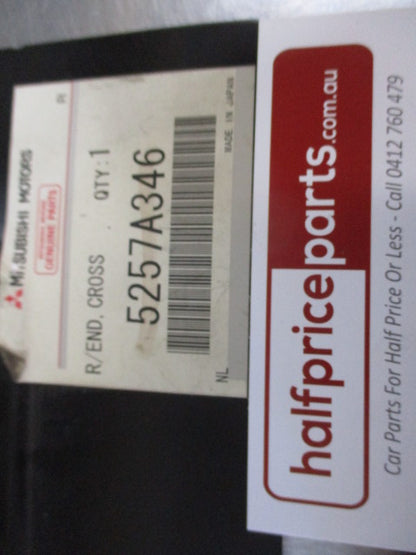 MITSUBISHI MOTORS
GENUINE PARTS
PI
R/END, CROSS QTY:1
5257A346
NL
MADE IN JAPAN
halfpriceparts.com.au
Car Parts For Half Price Or Less - Call 0412 760 479